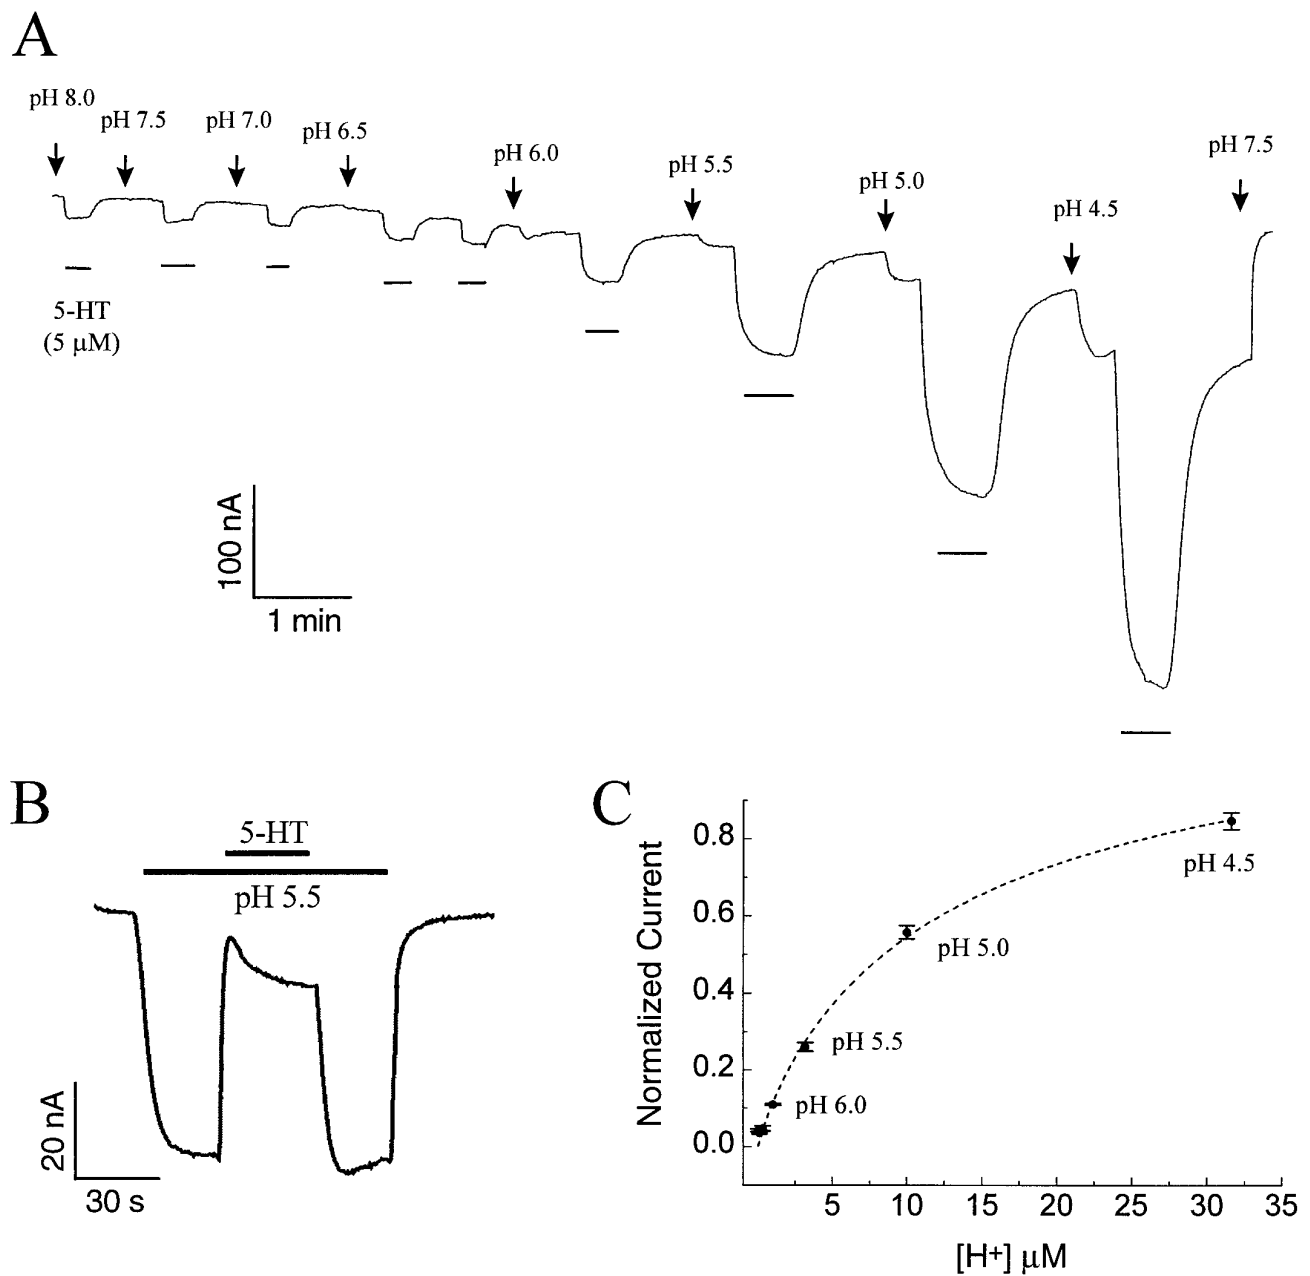 A
pH 8.0
pH 7.5
pH 7.0
pH 6.5
pH 6.0
pH 5.5
pH 5.0
pH 4.5
pH 7.5
5-HT
(5 μM)
100 nA
1 min
B
5-HT
pH 5.5
20 nA
30 s
C
Normalized Current
0.8
0.6
0.4
0.2
0.0
pH 4.5
pH 5.0
pH 5.5
pH 6.0
5 10 15 20 25 30 35
[H+] μM